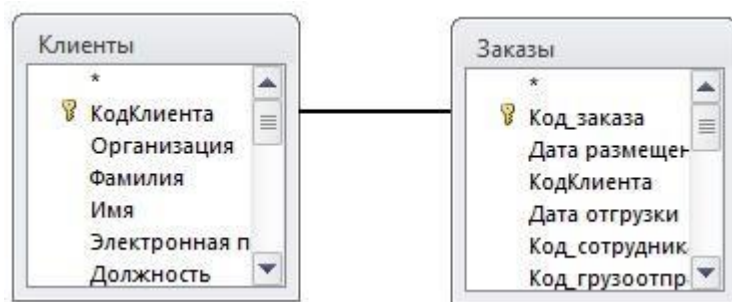 Клиенты
*
КодКлиента
Организация
Фамилия
Имя
Электронная п
Должность
Заказы
*
Код_заказа
Дата размещен
КодКлиента
Дата отгрузки
Код_сотрудник
Код_грузоотпр